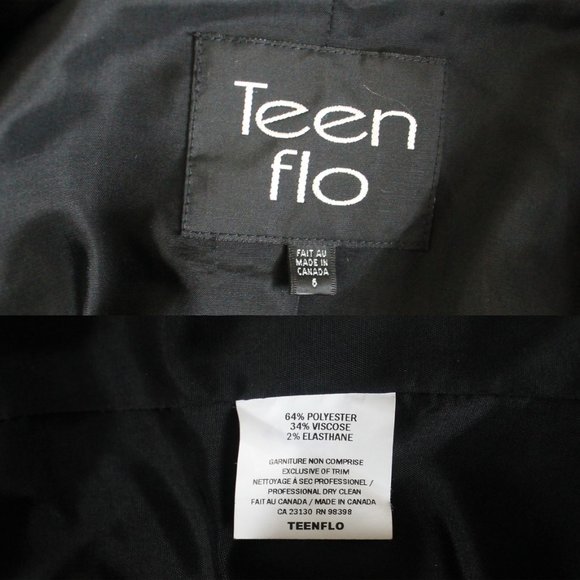 Teen
flo
FAIT AU
MADE IN
CANADA
6
64% POLYESTER
34% VISCOSE
2% ELASTHANE
GARNITURE NON COMPRISE
EXCLUSIVE OF TRIM
NETTOYAGE À SEC PROFESSIONEL /
PROFESSIONAL DRY CLEAN
FAIT AU CANADA / MADE IN CANADA
CA 23130 RN 98398
TEENFLO